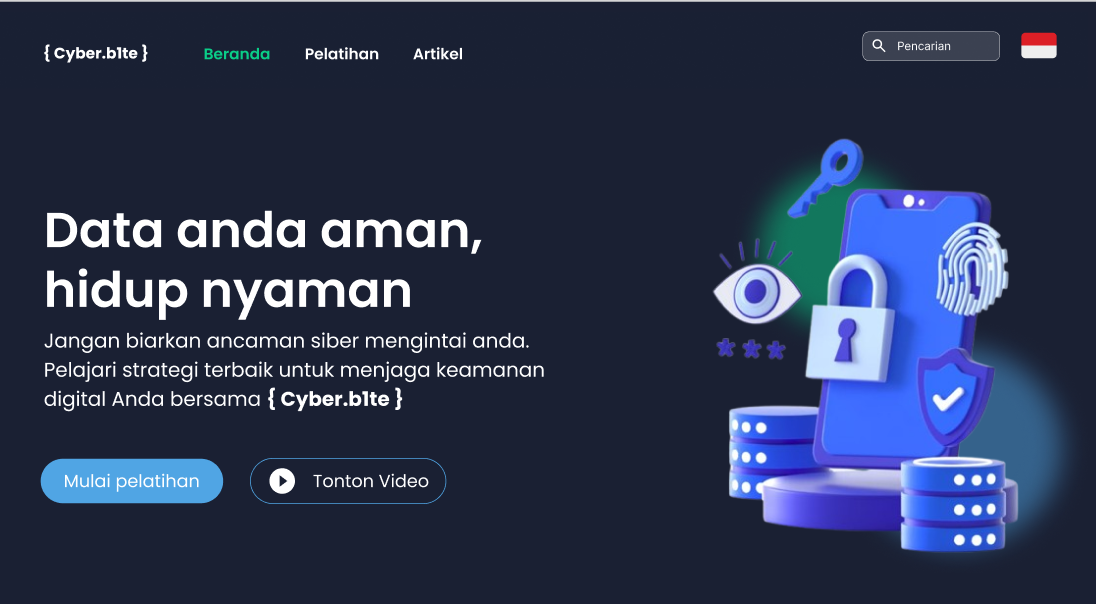 { Cyber.b1te }
Beranda
Pelatihan
Artikel
Pencarian
Data anda aman,
hidup nyaman
Jangan biarkan ancaman siber mengintai anda.
Pelajari strategi terbaik untuk menjaga keamanan
digital Anda bersama { Cyber.b1te }
Mulai pelatihan
Tonton Video